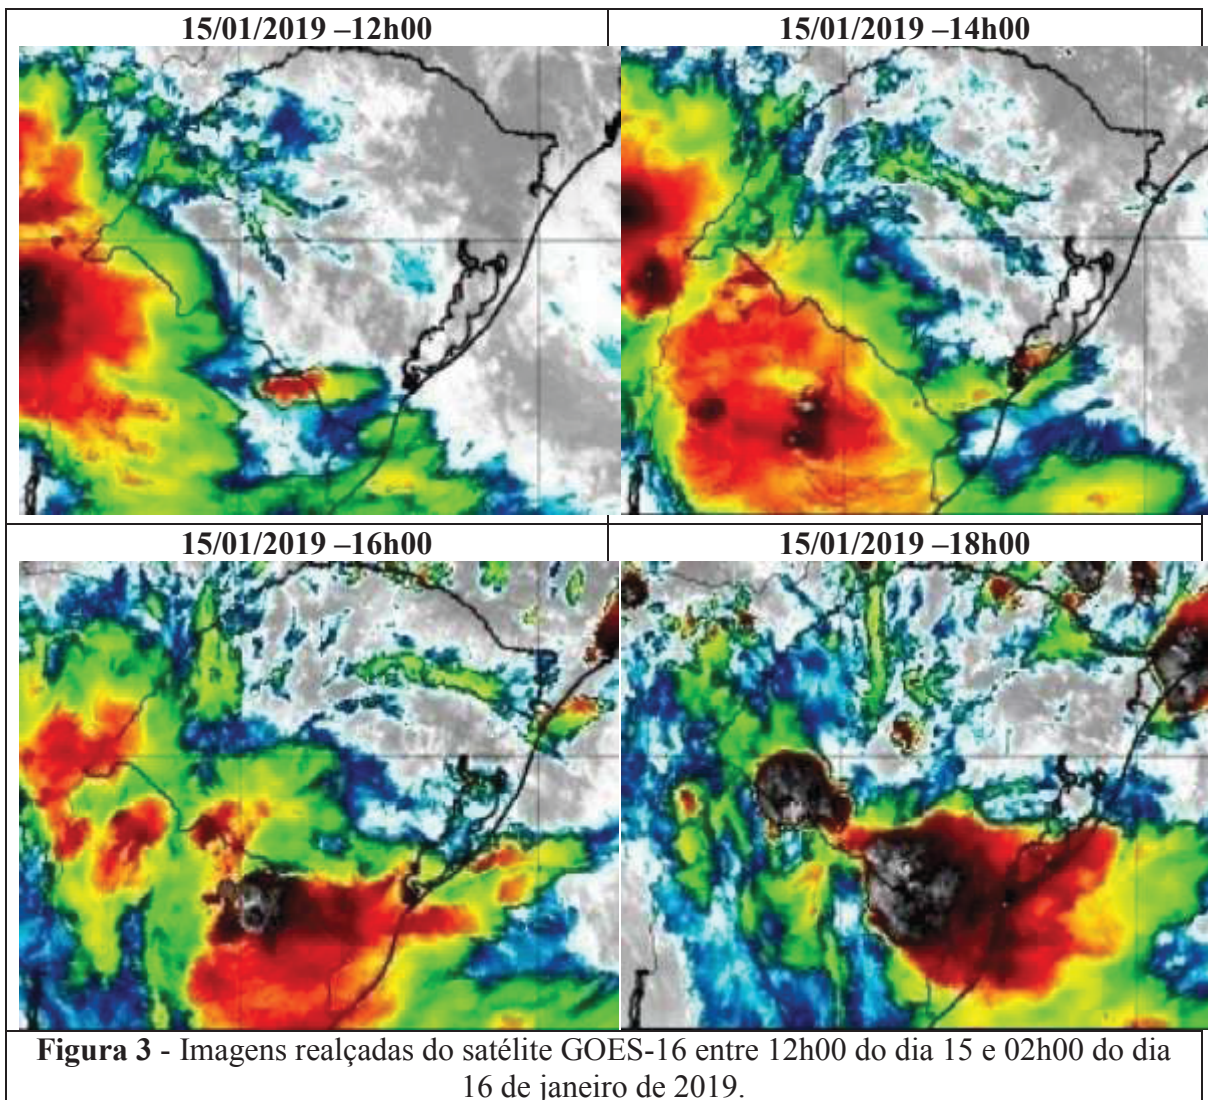 15/01/2019 –12h00
15/01/2019 –14h00
15/01/2019 –16h00
15/01/2019 –18h00
Figura 3 - Imagens realçadas do satélite GOES-16 entre 12h00 do dia 15 e 02h00 do dia
16 de janeiro de 2019.